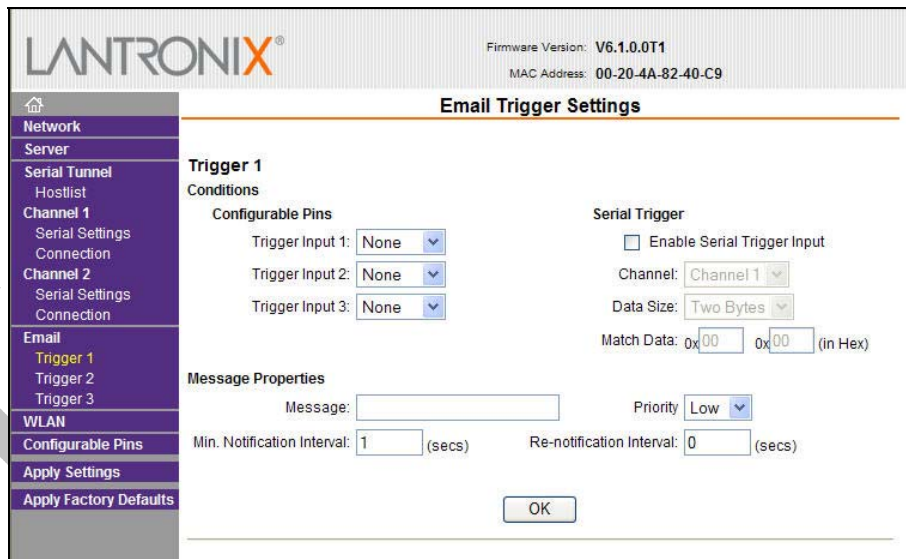 LANTRONIX®
Firmware Version: V6.1.0.0T1
MAC Address: 00-20-4A-82-40-C9
Network
Server
Serial Tunnel
Hostlist
Channel 1
Serial Settings
Connection
Channel 2
Serial Settings
Connection
Email
Trigger 1
Trigger 2
Trigger 3
WLAN
Configurable Pins
Apply Settings
Apply Factory Defaults
Email Trigger Settings
Trigger 1
Conditions
Configurable Pins
Trigger Input 1: None
Trigger Input 2: None
Trigger Input 3: None
Serial Trigger
Enable Serial Trigger Input
Channel: Channel 1
Data Size: Two Bytes
Match Data: 0x 00 0x 00 (in Hex)
Message Properties
Message:
Priority Low
Min. Notification Interval: 1 (secs)
Re-notification Interval: 0 (secs)
OK